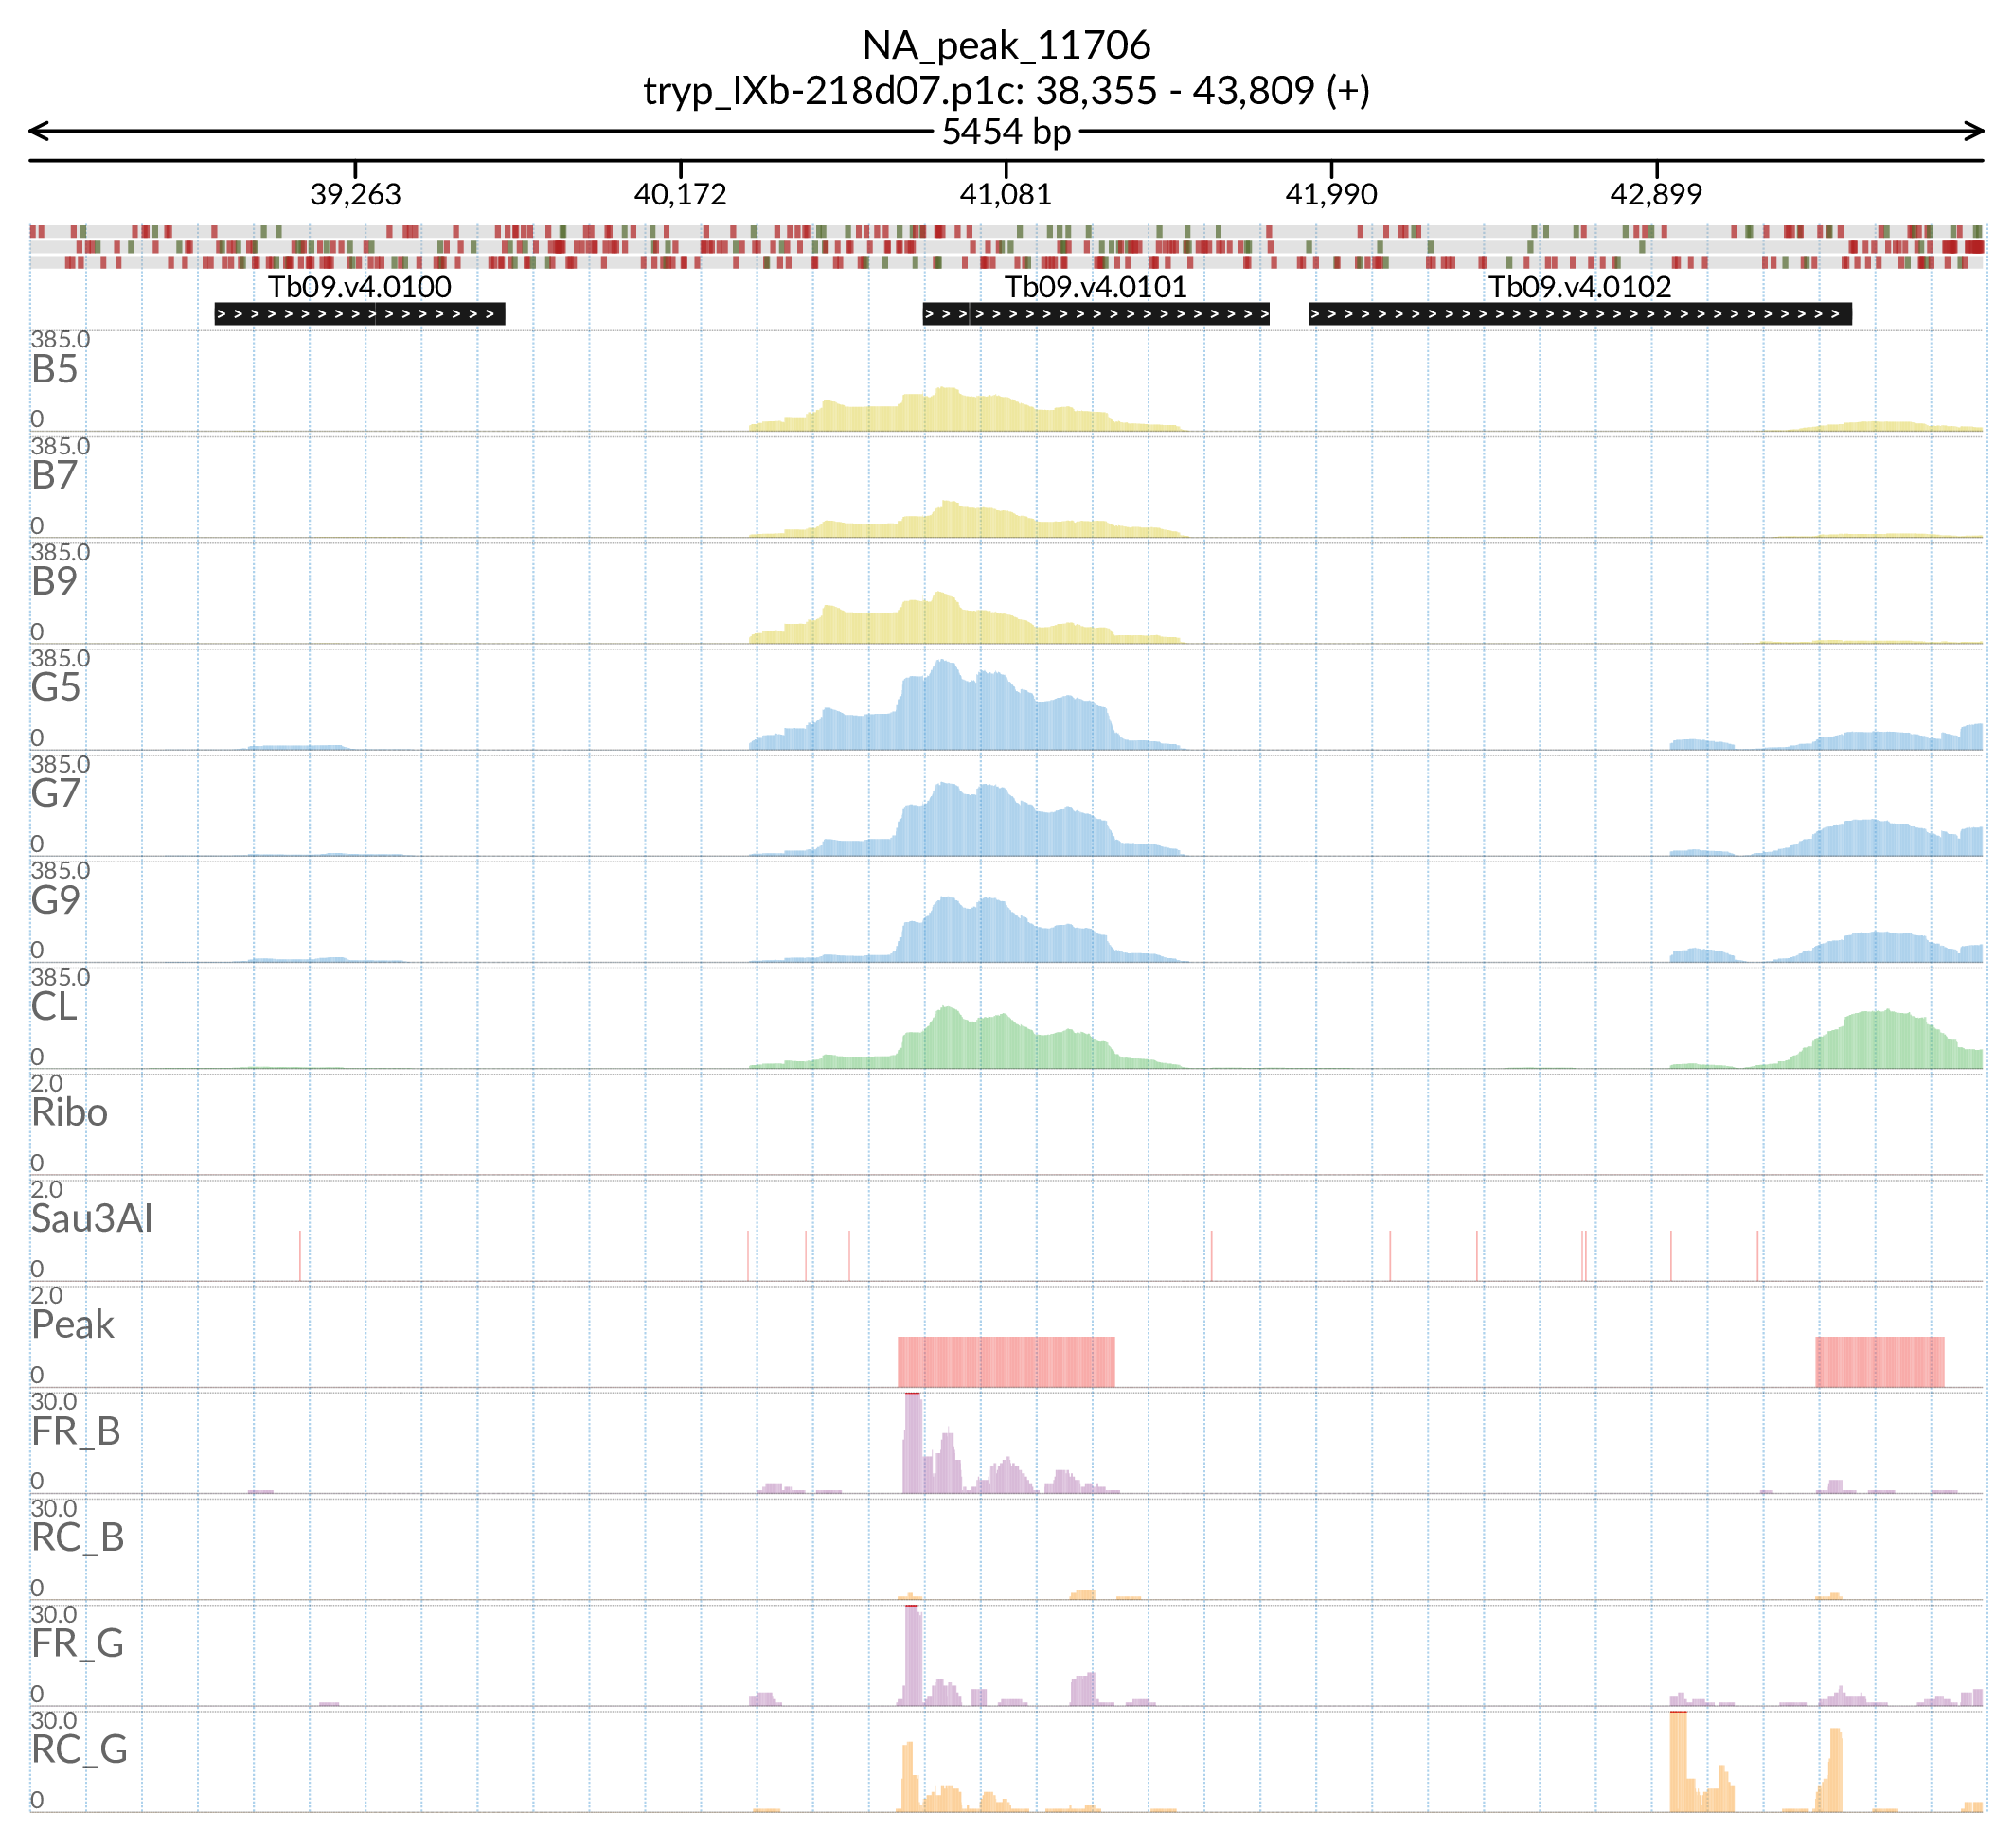 NA_peak_11706
tryp_IXb-218d07.p1c: 38,355 - 43,809 (+)
5454 bp
39,263 40,172 41,081 41,990 42,899
Tb09.v4.0100 Tb09.v4.0101 Tb09.v4.0102
385.0
B5
0
385.0
B7
0
385.0
B9
0
385.0
G5
0
385.0
G7
0
385.0
G9
0
385.0
CL
0
2.0
Ribo
0
2.0
Sau3AI
0
2.0
Peak
0
30.0
FR_B
0
30.0
RC_B
0
30.0
FR_G
0
30.0
RC_G
0